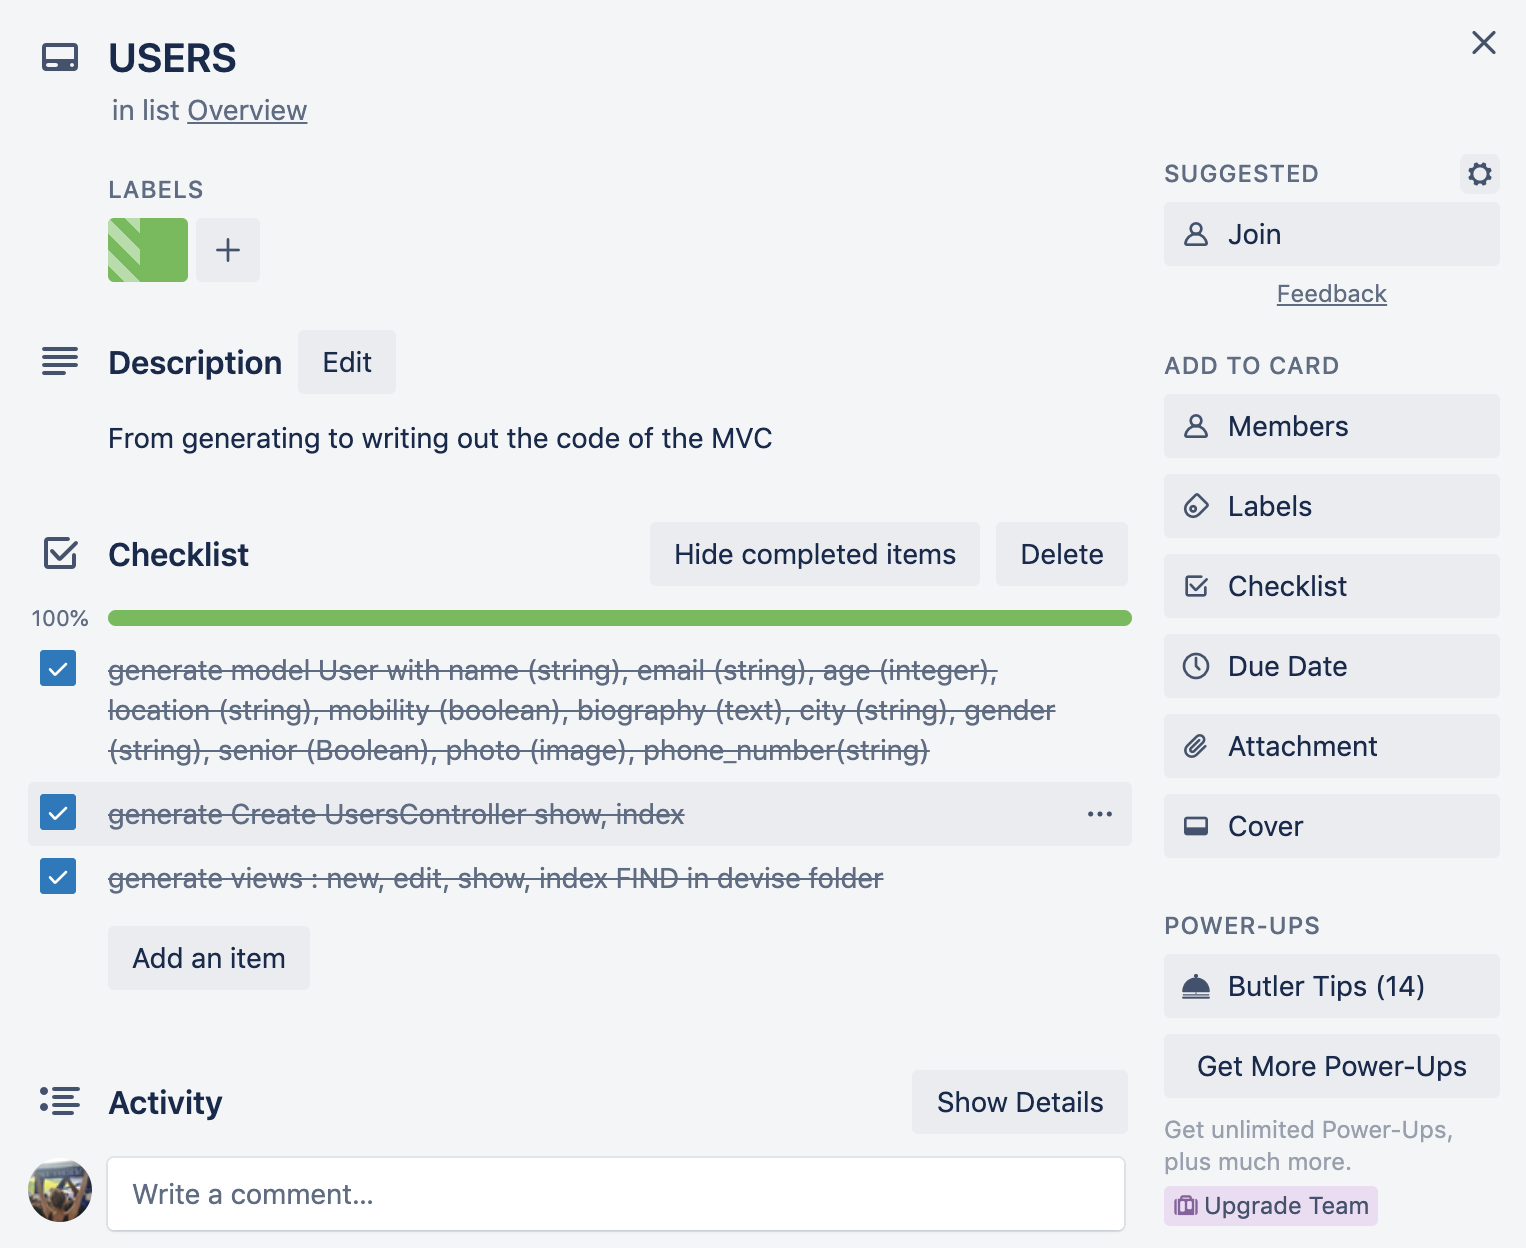 USERS
in list Overview
LABELS
Description
Edit
From generating to writing out the code of the MVC
Checklist
Hide completed items
Delete
100%
generate model User with name (string), email (string), age (integer),
location (string), mobility (boolean), biography (text), city (string), gender
(string), senior (Boolean), photo (image), phone_number(string)
generate Create UsersController show, index
generate views : new, edit, show, index FIND in devise folder
Add an item
Activity
Show Details
Write a comment...
SUGGESTED
Join
Feedback
ADD TO CARD
Members
Labels
Checklist
Due Date
Attachment
Cover
POWER-UPS
Butler Tips (14)
Get More Power-Ups
Get unlimited Power-Ups,
plus much more.
Upgrade Team